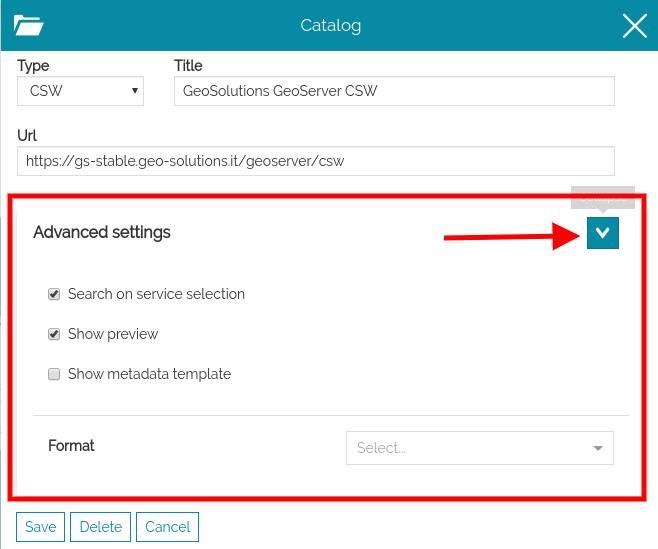 Catalog
Type Title
CSW GeoSolutions GeoServer CSW
Url
https://gs-stable.geo-solutions.it/geoserver/csw
Advanced settings
Search on service selection
Show preview
Show metadata template
Format Select...
Save Delete Cancel